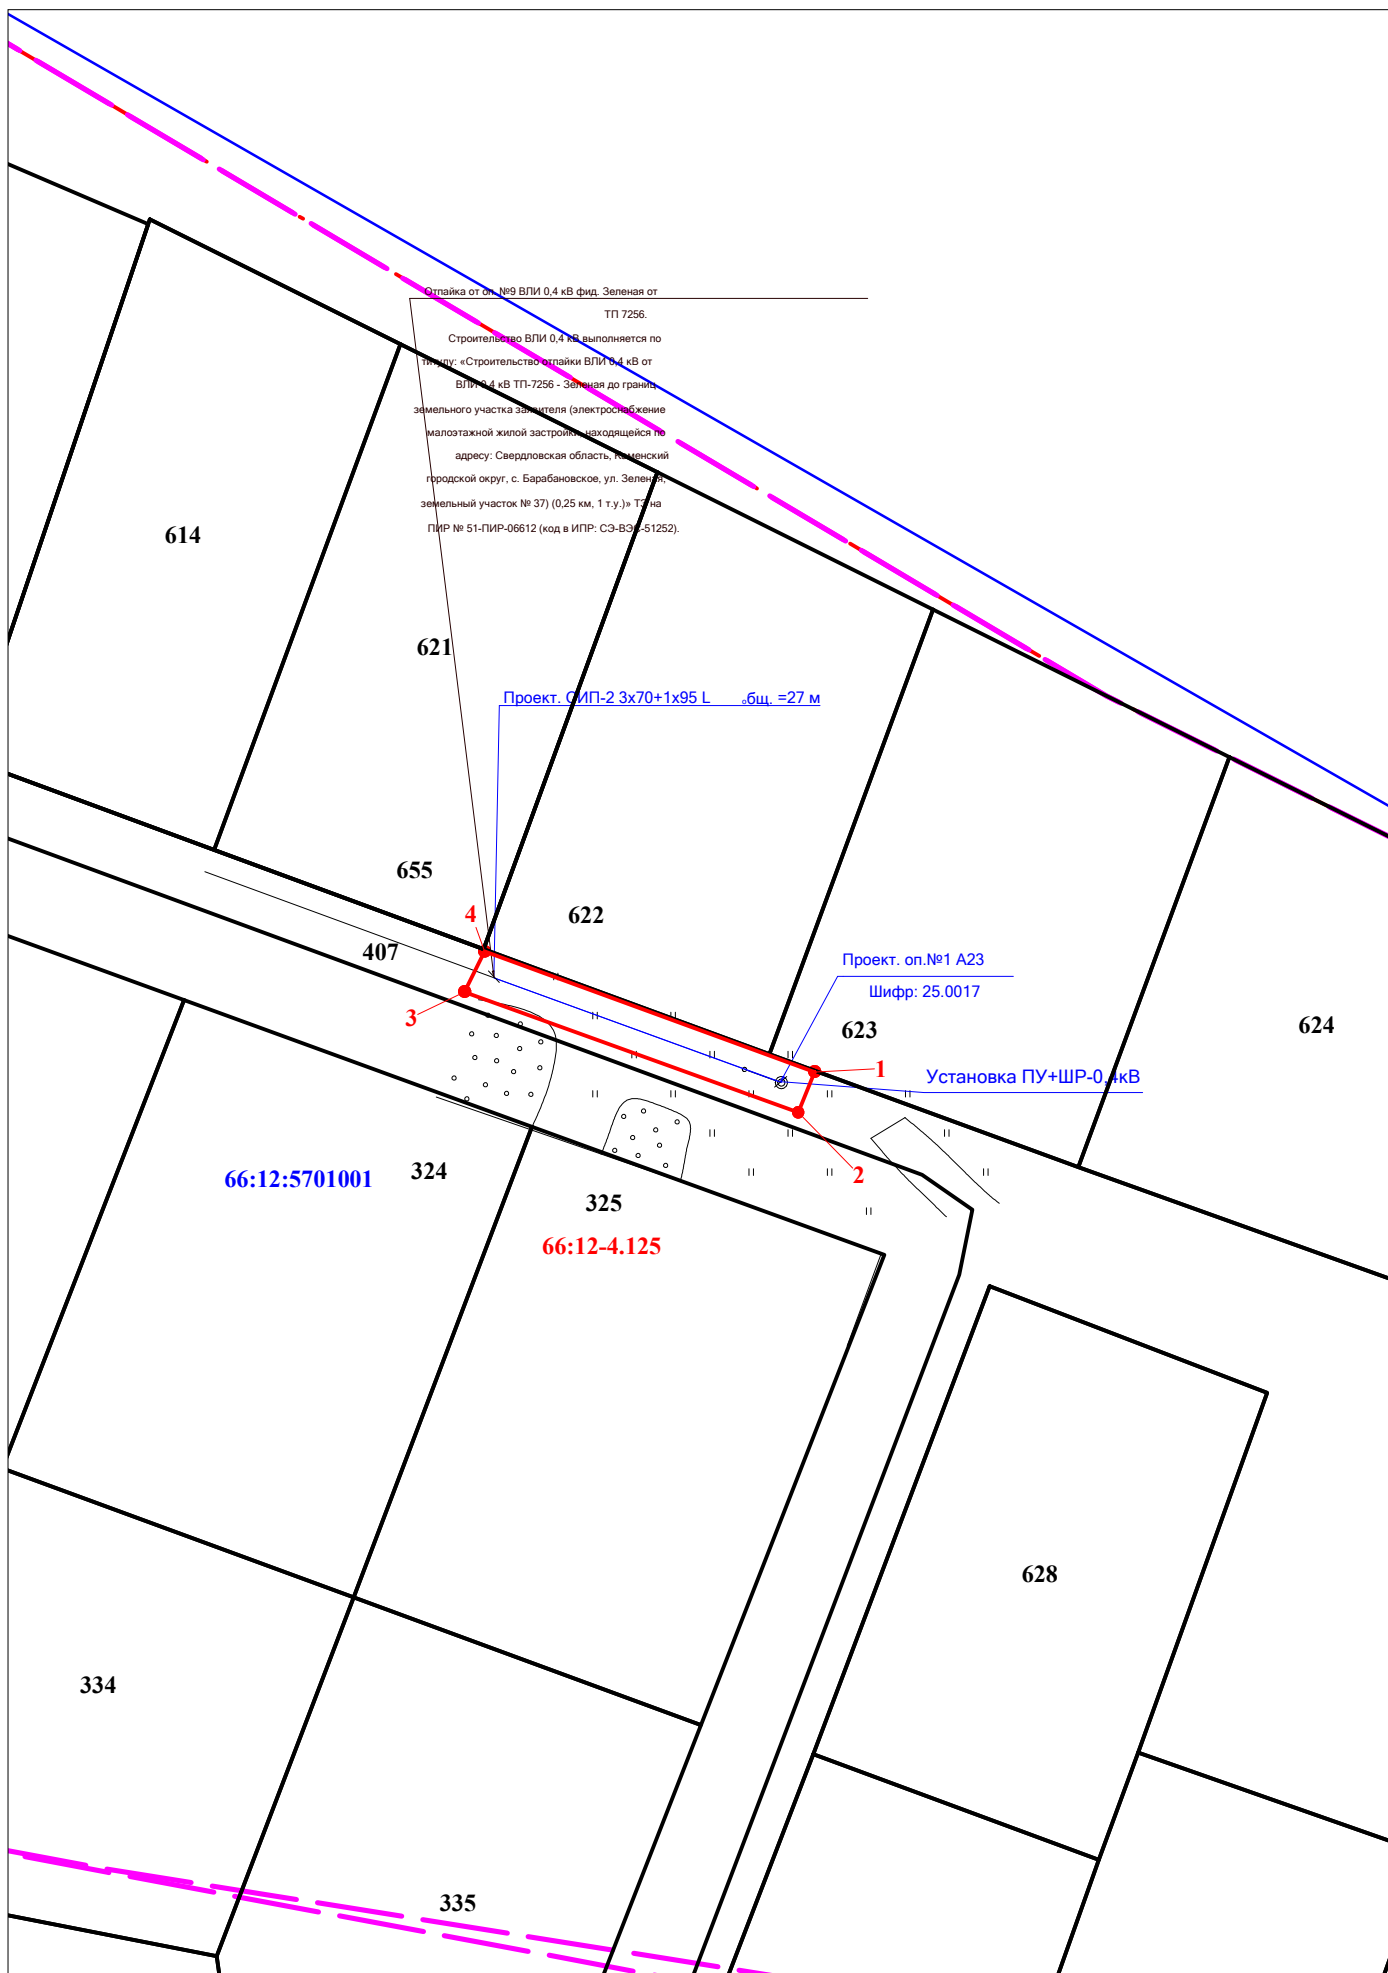 Отпайка от оп. №9 ВЛИ 0,4 кВ фид. Зеленая от
ТП 7256.
Строительство ВЛИ 0,4 кВ выполняется по
титулу: «Строительство отпайки ВЛИ 0,4 кВ от
ВЛИ 0,4 кВ ТП-7256 - Зеленая до границ
земельного участка заявителя (электроснабжение
малоэтажной жилой застройки, находящейся по
адресу: Свердловская область, Каменский
городской округ, с. Барабановское, ул. Зеленая,
земельный участок № 37) (0,25 км, 1 т.у.)» ТЗ на
ПИР № 51-ПИР-06612 (код в ИПР: СЭ-ВЭС-51252).
614
621
Проект. СИП-2 3х70+1х95 L общ. =27 м
655
4
622
407
Проект. оп.№1 А23
Шифр: 25.0017
3
623
624
1
Установка ПУ+ШР-0,4кВ
2
66:12:5701001
324
325
66:12-4.125
628
334
335